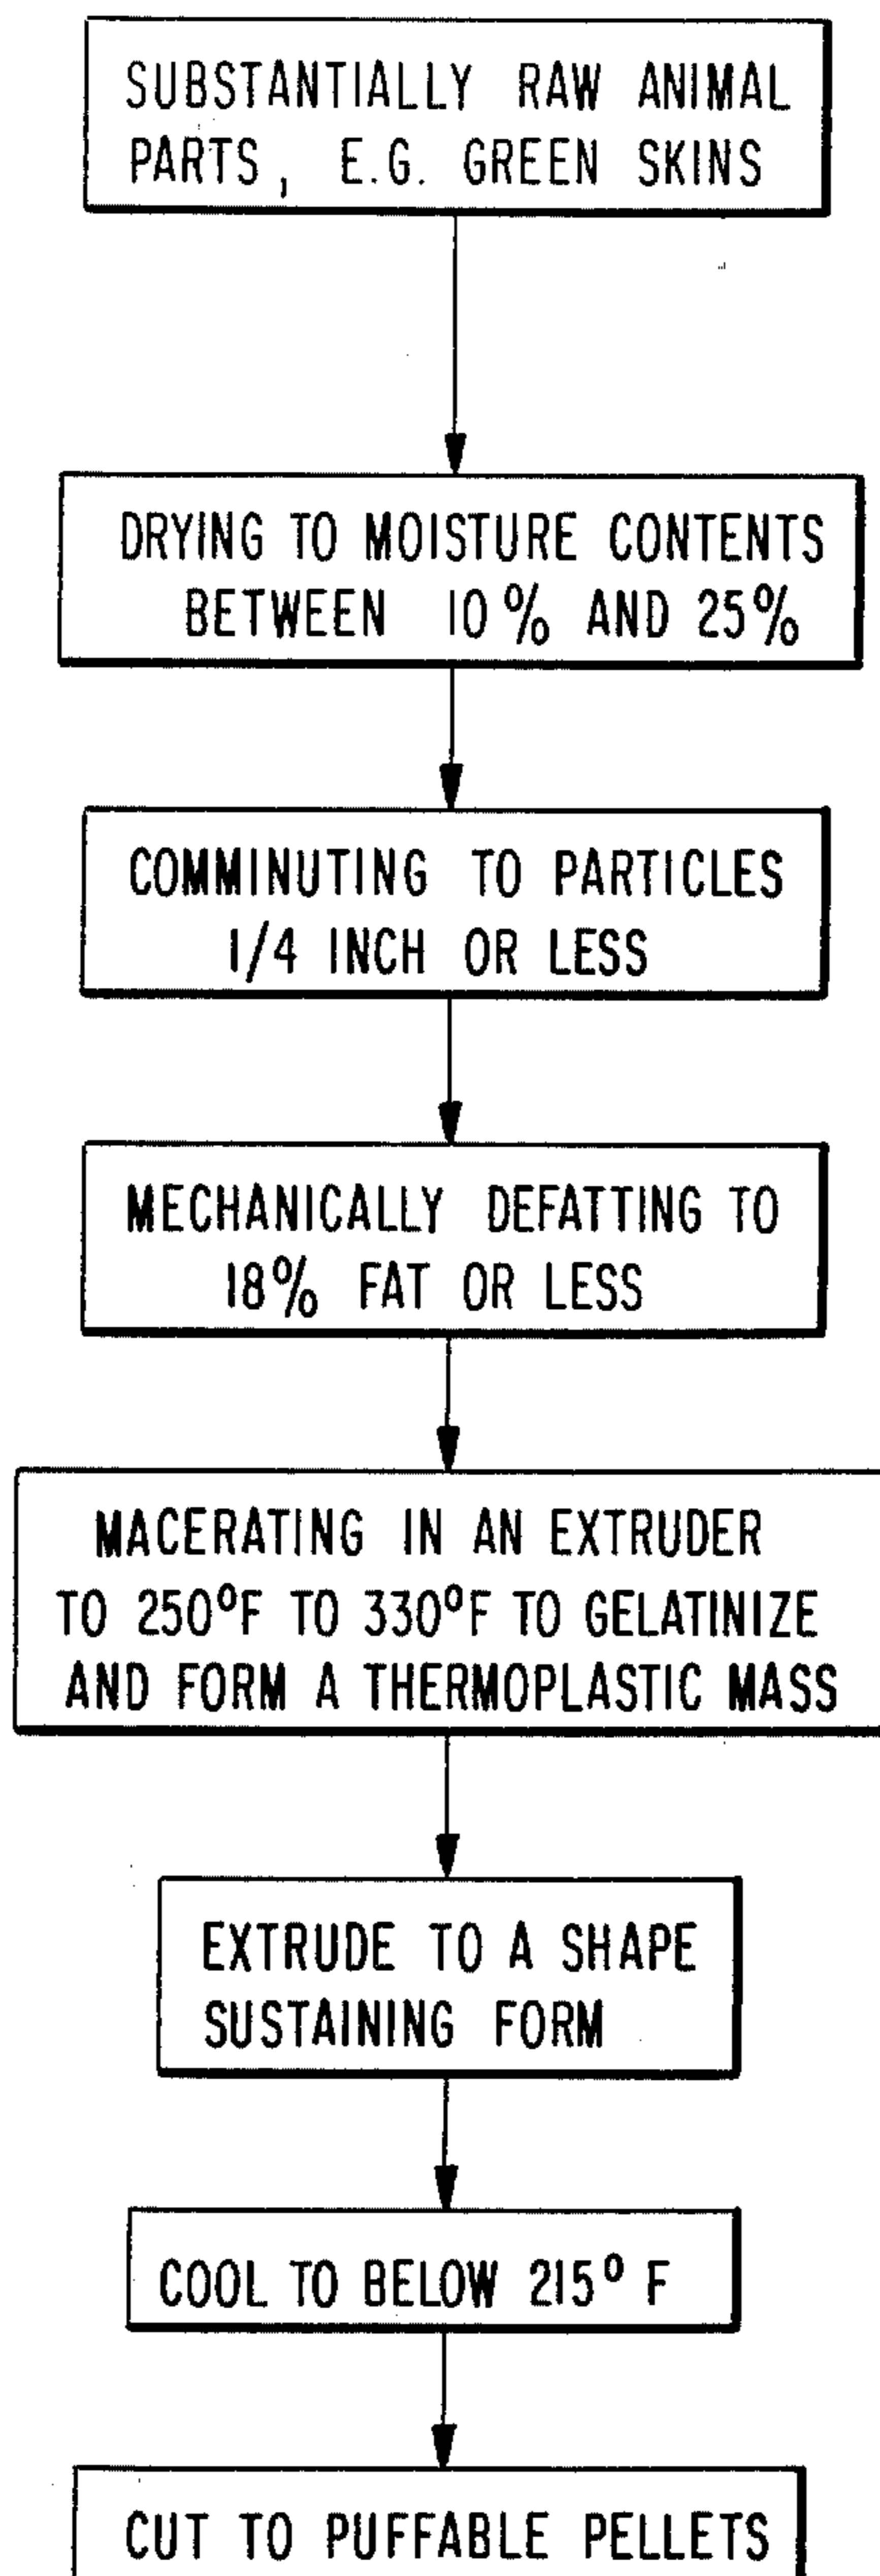 SUBSTANTIALLY RAW ANIMAL
PARTS, E.G. GREEN SKINS
DRYING TO MOISTURE CONTENTS
BETWEEN 10% AND 25%
COMMINUTING TO PARTICLES
1/4 INCH OR LESS
MECHANICALLY DEFATTING TO
18% FAT OR LESS
MACERATING IN AN EXTRUDER
TO 250°F TO 330°F TO GELATINIZE
AND FORM A THERMOPLASTIC MASS
EXTRUDE TO A SHAPE
SUSTAINING FORM
COOL TO BELOW 215° F
CUT TO PUFFABLE PELLETS